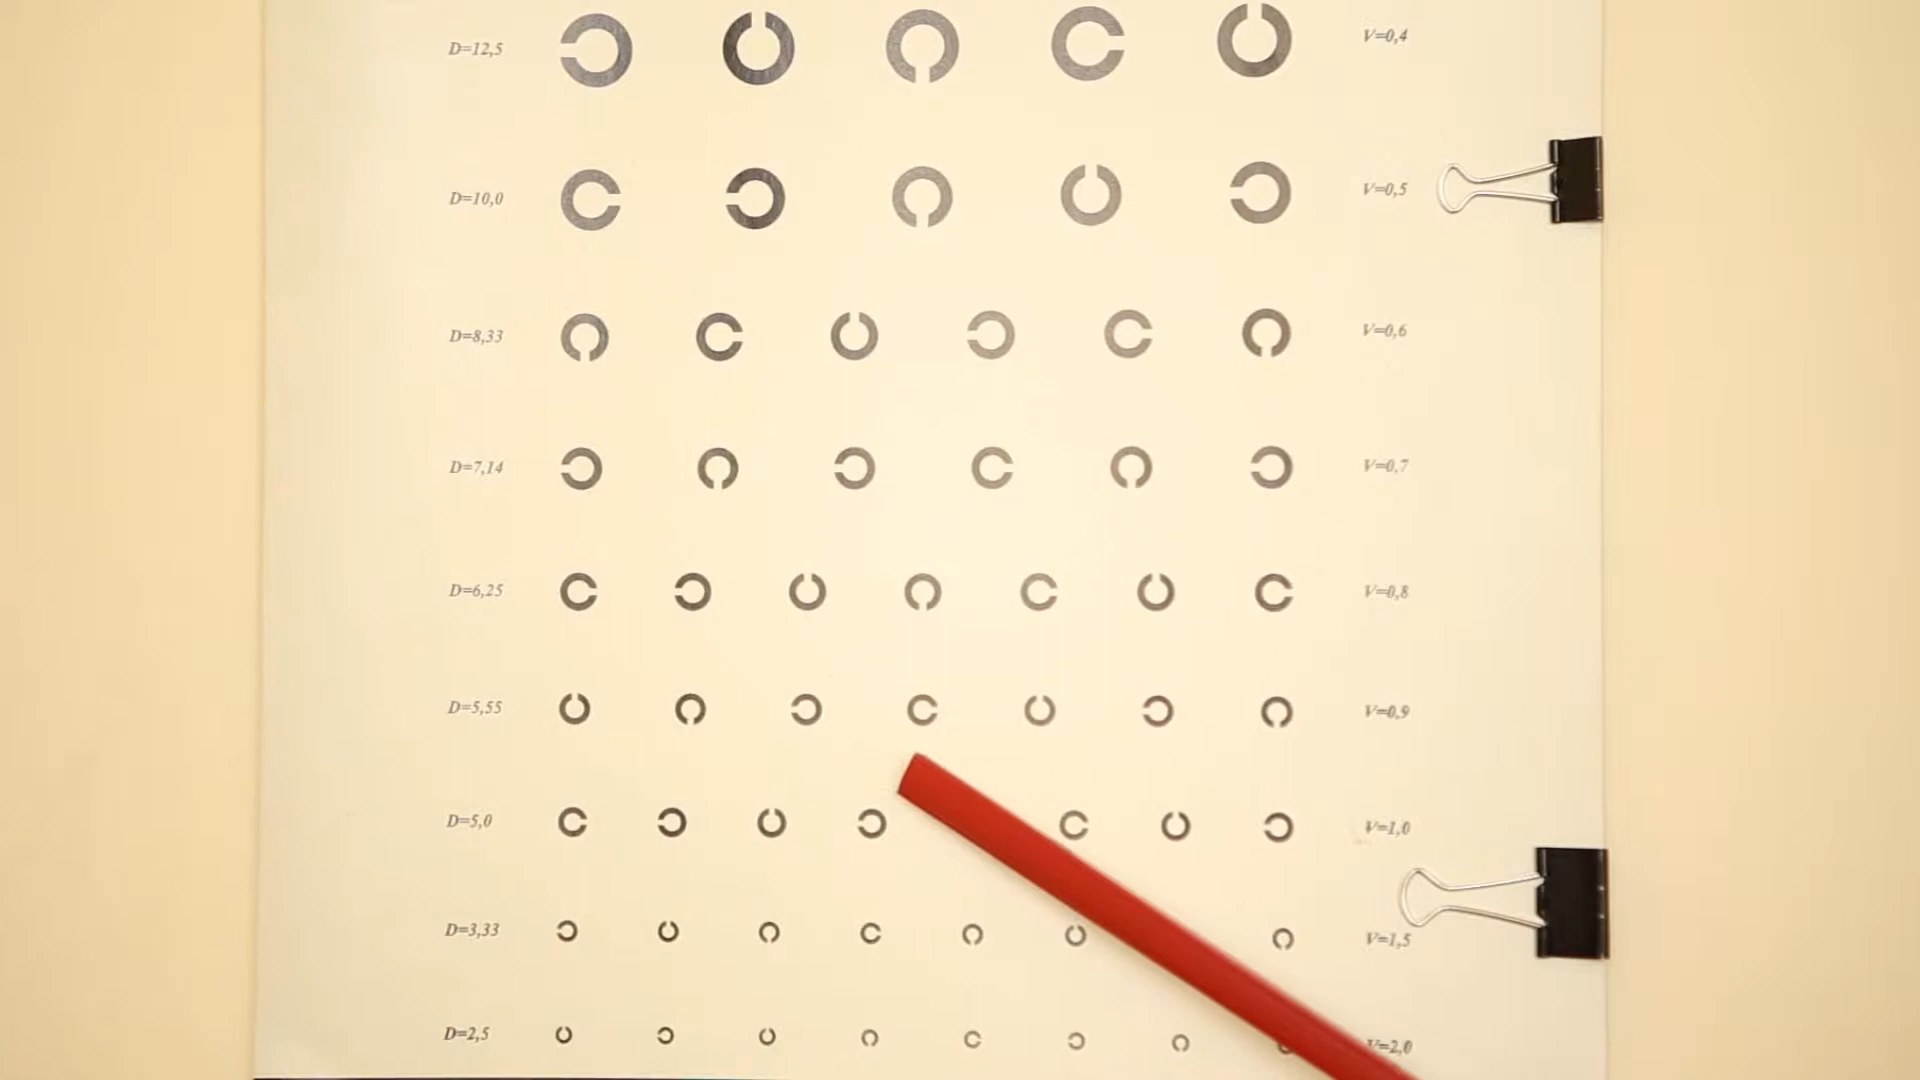 D=12,5 V=0,4
D=10,0 V=0,5
D=8,33 V=0,6
D=7,14 V=0,7
D=6,25 V=0,8
D=5,55 V=0,9
D=5,0 V=1,0
D=3,33 V=1,5
D=2,5 V=2,0